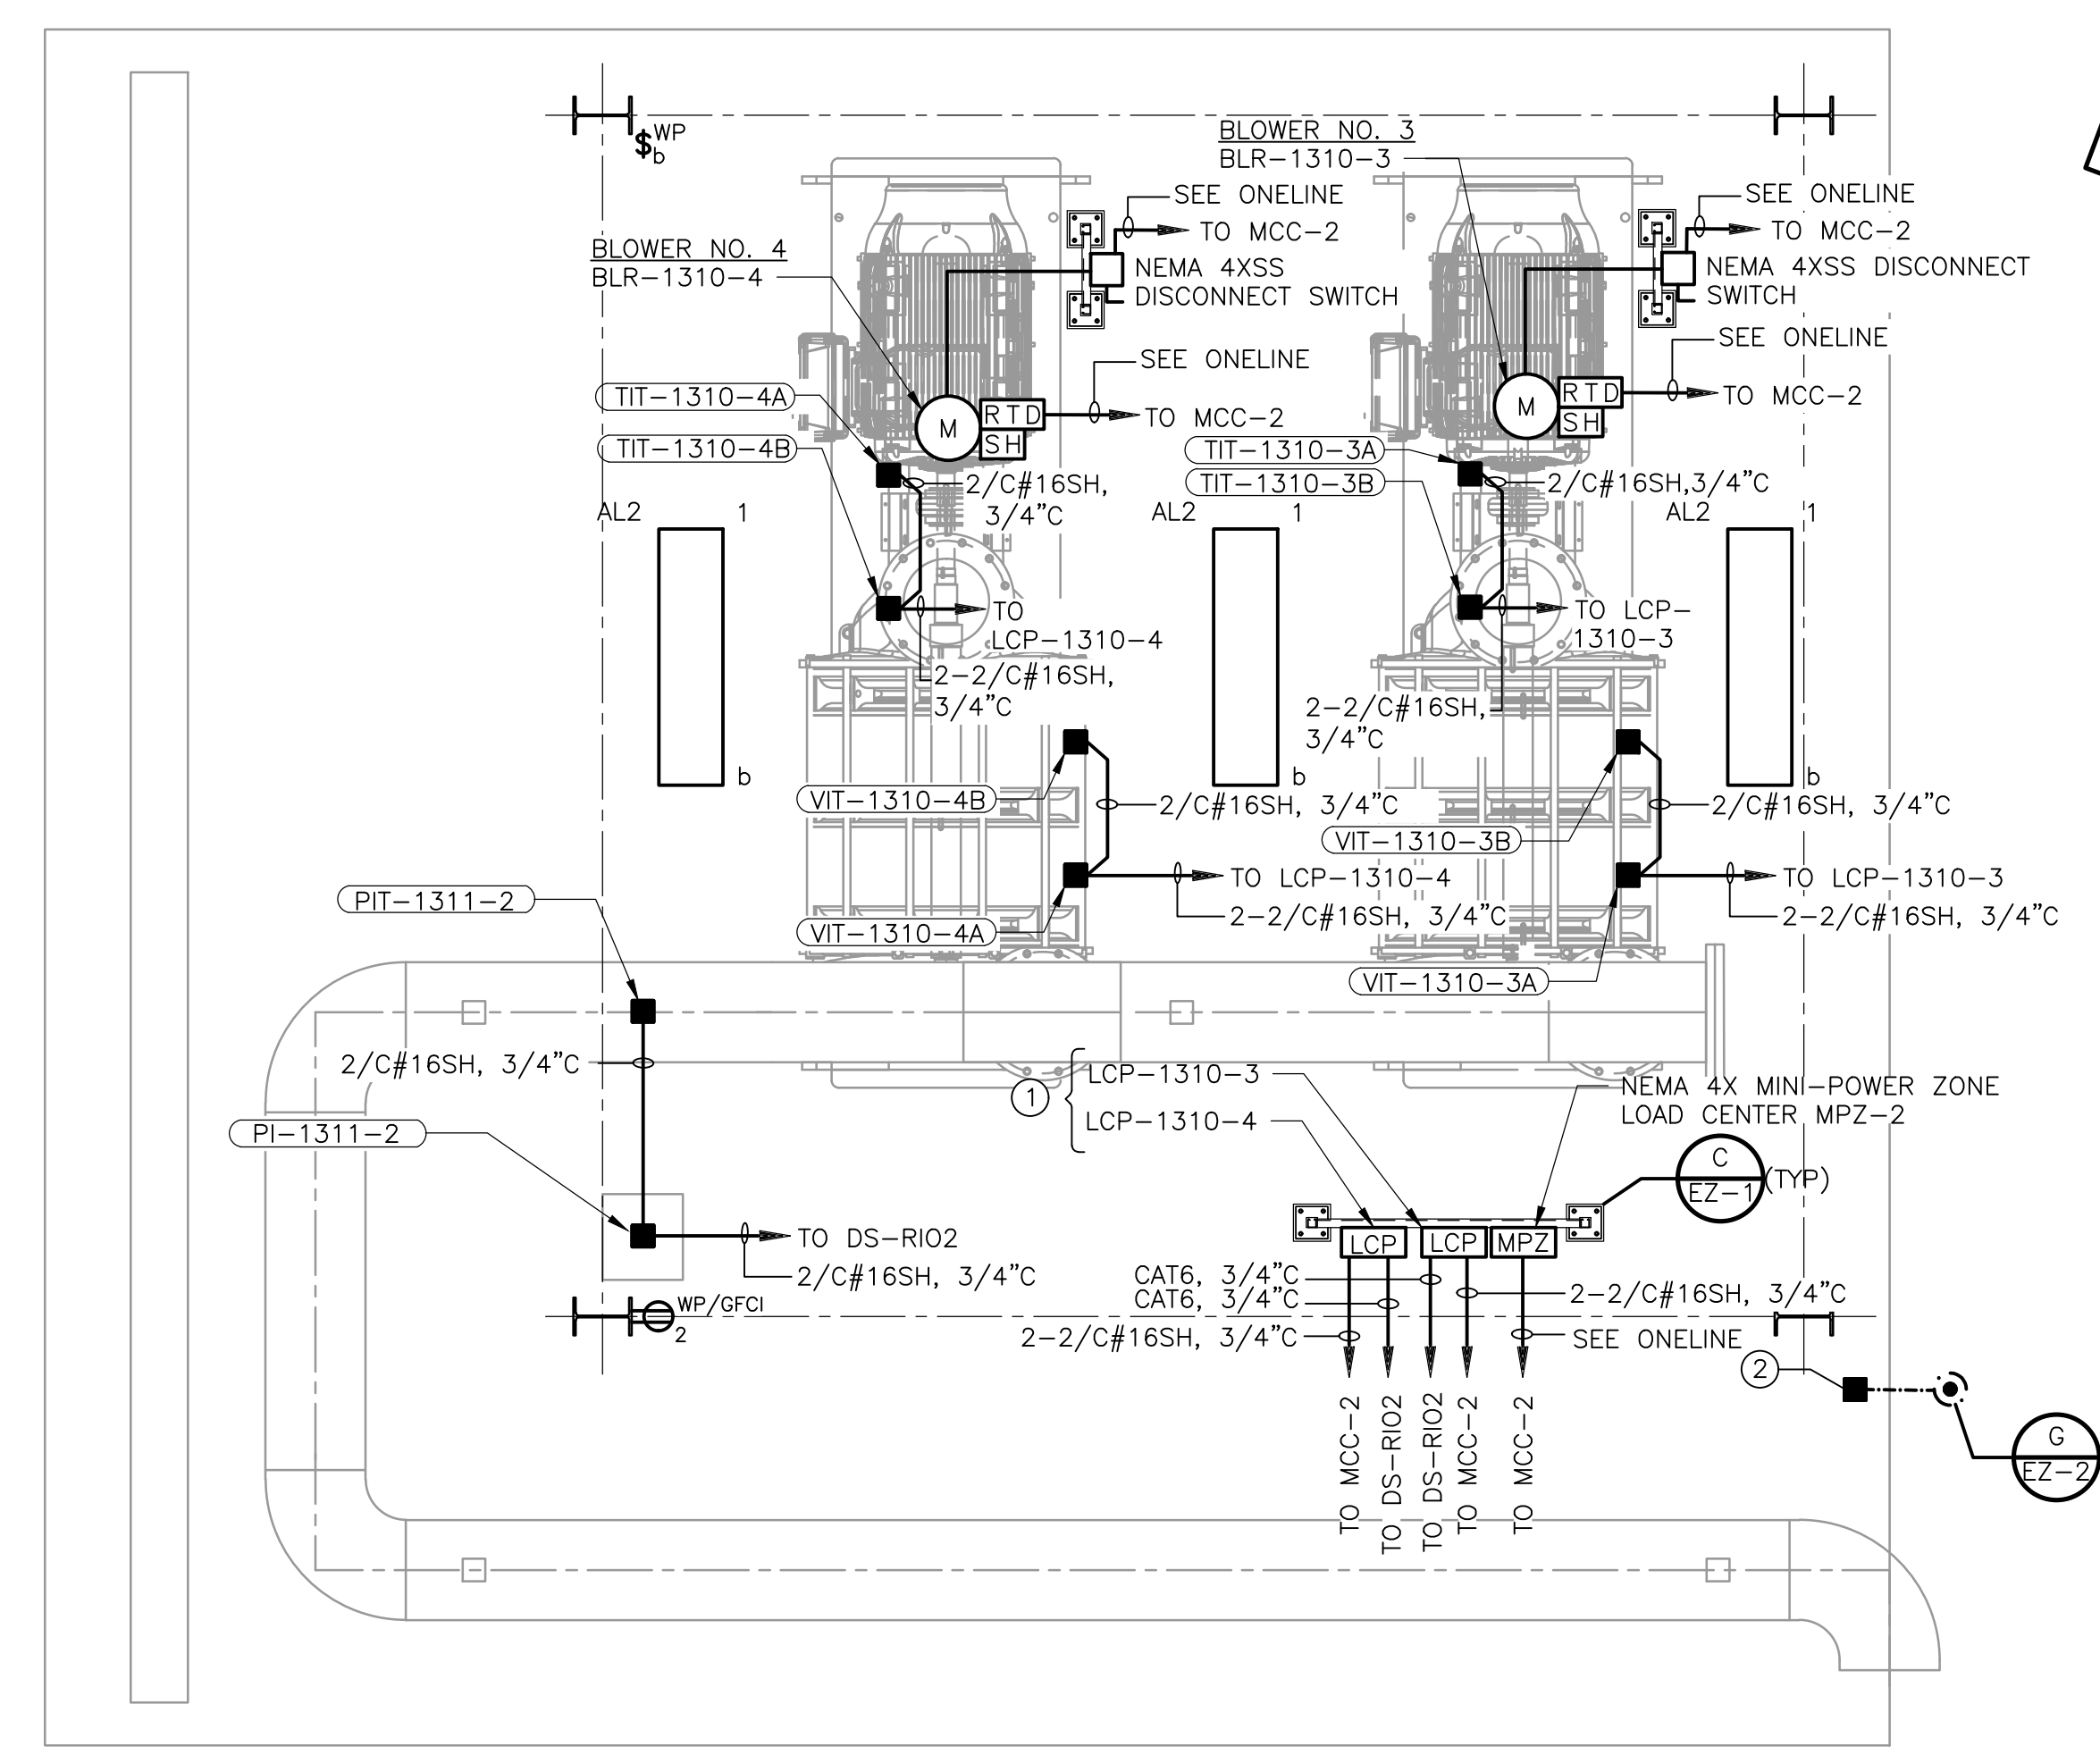 $ WP
b
BLOWER NO. 3
BLR-1310-3
SEE ONELINE
TO MCC-2
NEMA 4XSS
DISCONNECT SWITCH
SEE ONELINE
TO MCC-2
NEMA 4XSS DISCONNECT
SWITCH
BLOWER NO. 4
BLR-1310-4
SEE ONELINE
TO MCC-2
SEE ONELINE
TO MCC-2
M
RTD
SH
M
RTD
SH
TIT-1310-4A
TIT-1310-4B
TIT-1310-3A
TIT-1310-3B
2/C#16SH,
3/4"C
2/C#16SH,3/4"C
AL2
1
b
AL2
1
b
AL2
1
b
TO
LCP-1310-4
2-2/C#16SH,
3/4"C
TO LCP-
1310-3
2-2/C#16SH,
3/4"C
VIT-1310-4B
2/C#16SH, 3/4"C
VIT-1310-3B
2/C#16SH, 3/4"C
TO LCP-1310-4
2-2/C#16SH, 3/4"C
VIT-1310-4A
TO LCP-1310-3
2-2/C#16SH, 3/4"C
VIT-1310-3A
PIT-1311-2
2/C#16SH, 3/4"C
PI-1311-2
TO DS-RIO2
2/C#16SH, 3/4"C
WP/GFCI
2
1
LCP-1310-3
LCP-1310-4
NEMA 4X MINI-POWER ZONE
LOAD CENTER MPZ-2
C
EZ-1
(TYP)
LCP
LCP
MPZ
CAT6, 3/4"C
CAT6, 3/4"C
2-2/C#16SH, 3/4"C
2-2/C#16SH, 3/4"C
SEE ONELINE
TO MCC-2
TO DS-RIO2
TO DS-RIO2
TO MCC-2
TO MCC-2
2
G
EZ-2